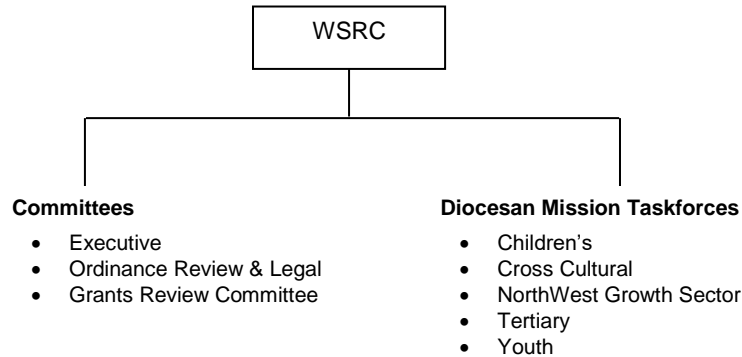 WSRC
Committees
• Executive
• Ordinance Review & Legal
• Grants Review Committee
Diocesan Mission Taskforces
• Children’s
• Cross Cultural
• NorthWest Growth Sector
• Tertiary
• Youth